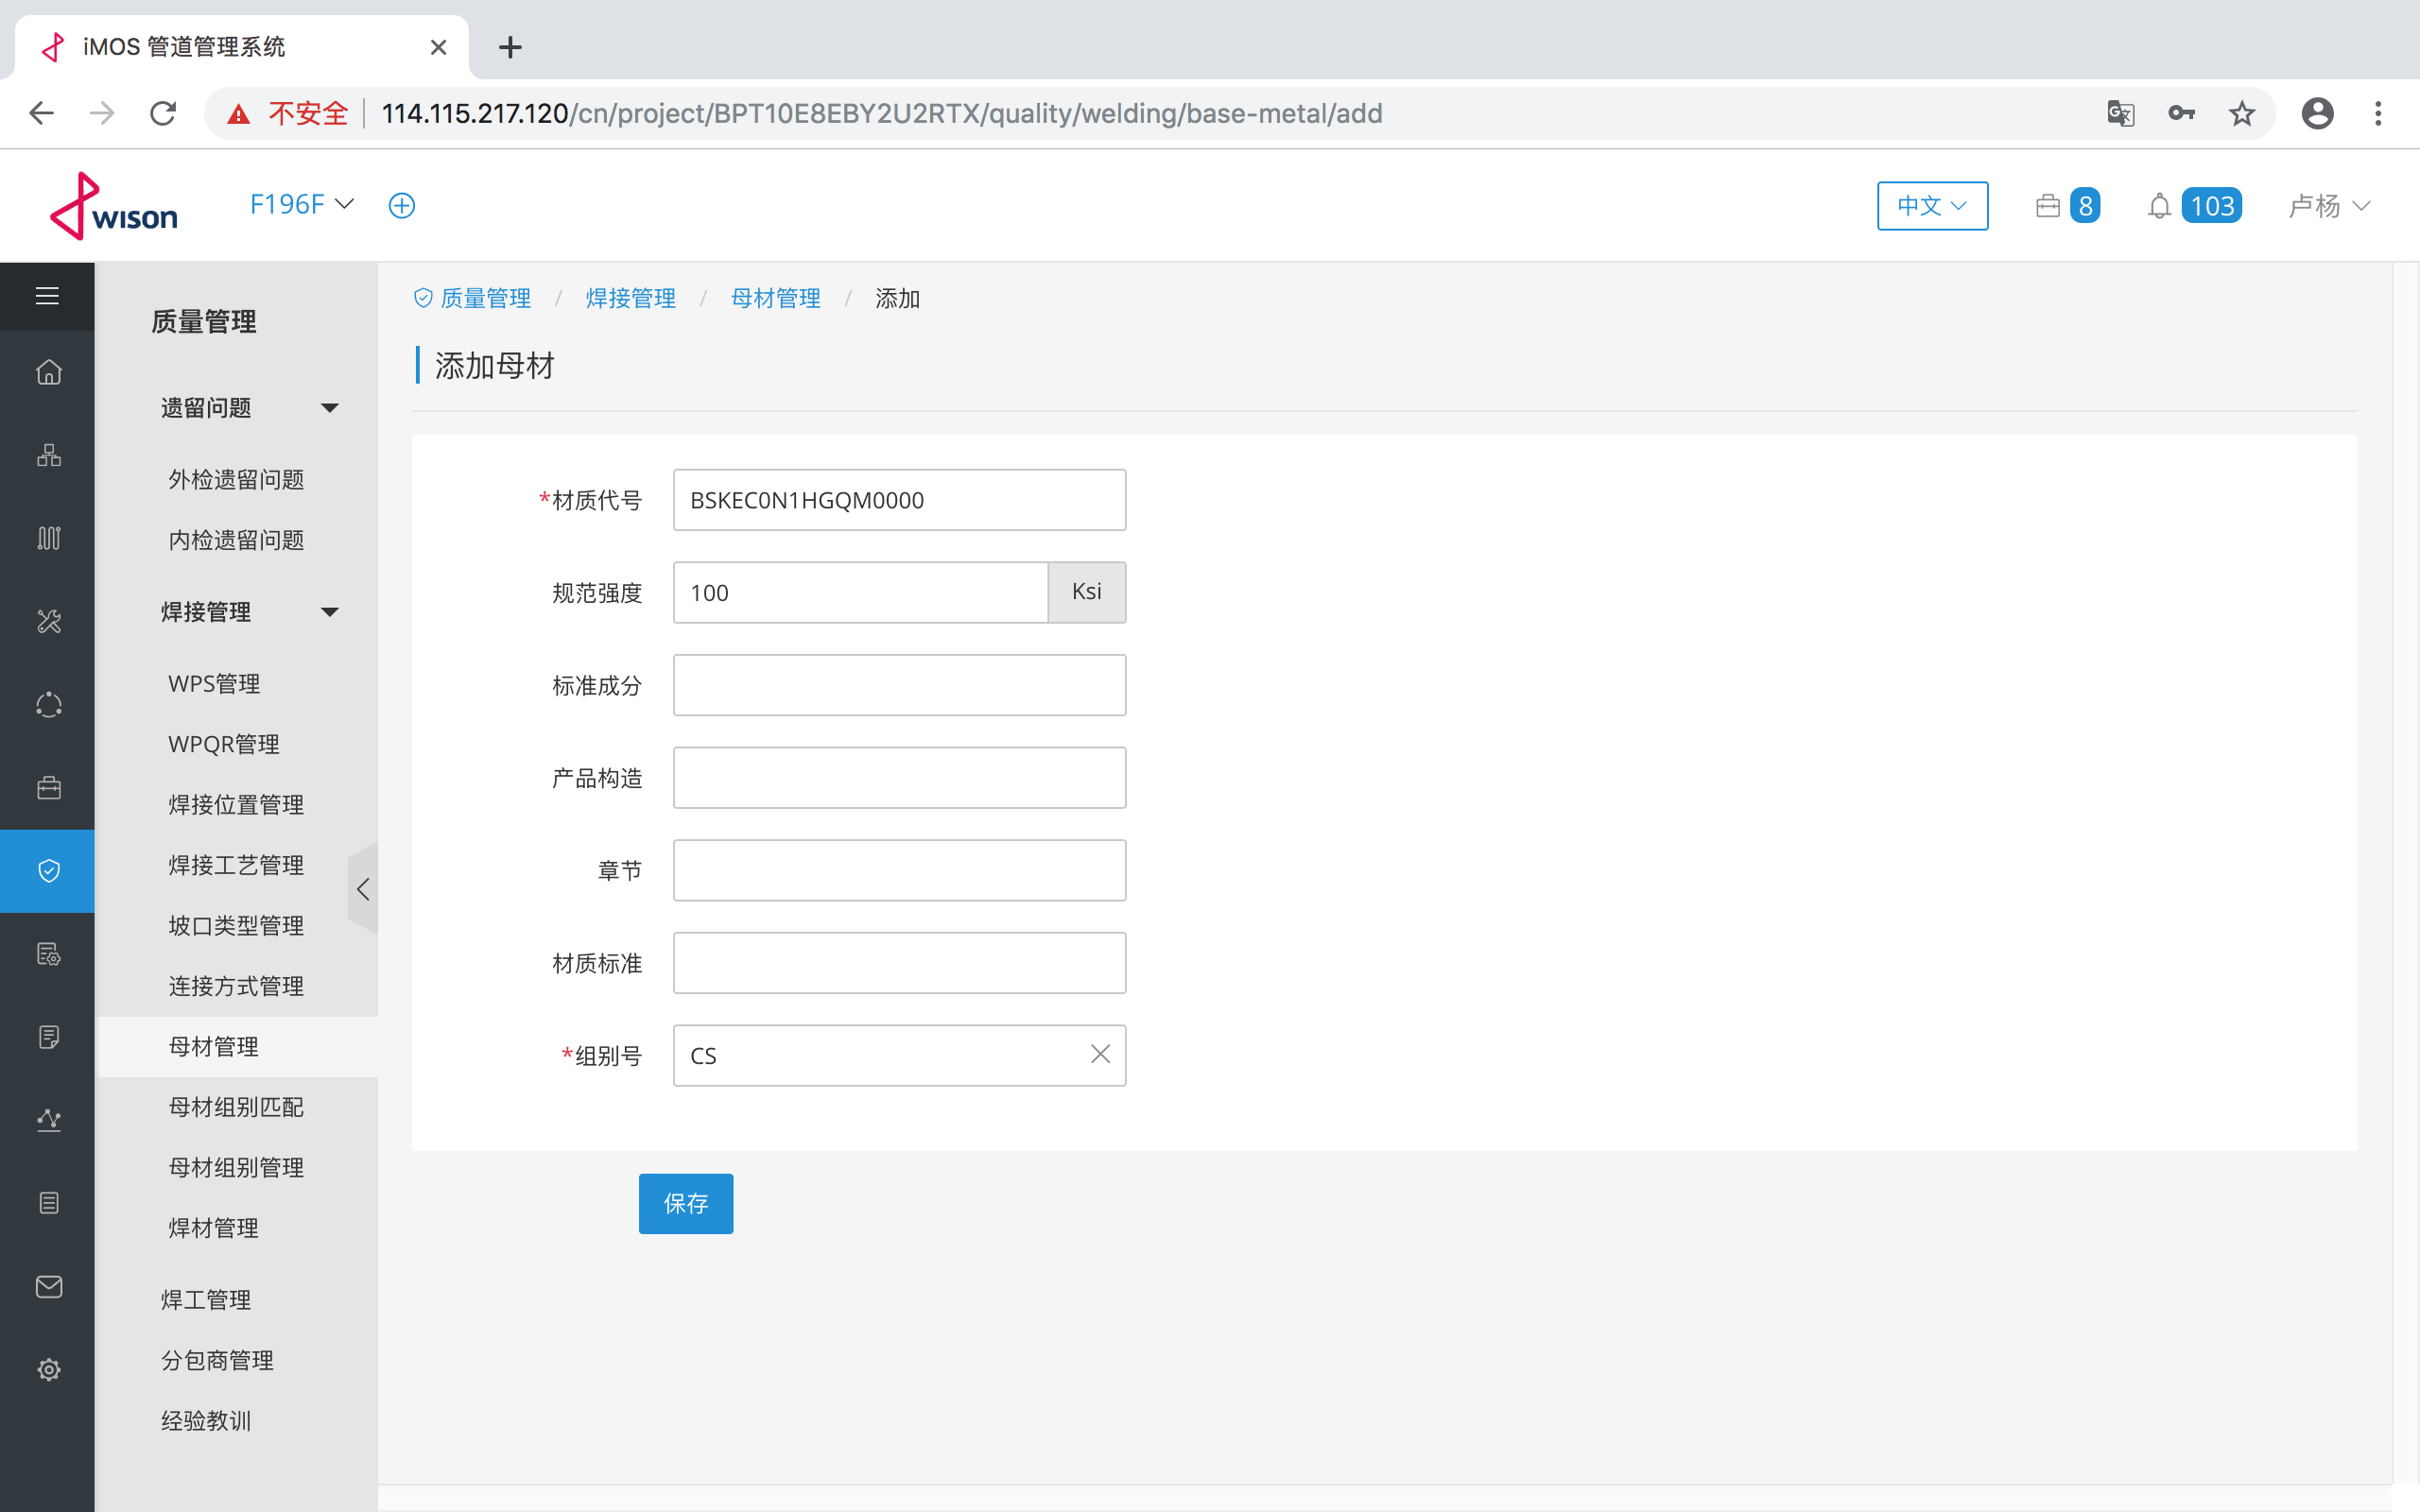 iMOS 管道管理系统
不安全 114.115.217.120/cn/project/BPT10E8EBY2U2RTX/quality/welding/base-metal/add
wison F196F 中文 8 103 卢杨
质量管理 / 焊接管理 / 母材管理 / 添加
质量管理
遗留问题
外检遗留问题
内检遗留问题
焊接管理
WPS管理
WPQR管理
焊接位置管理
焊接工艺管理
坡口类型管理
连接方式管理
母材管理
母材组别匹配
母材组别管理
焊材管理
焊工管理
分包商管理
经验教训
添加母材
*材质代号 BSKEC0N1HGQM0000
规范强度 100 Ksi
标准成分
产品构造
章节
材质标准
*组别号 CS
保存